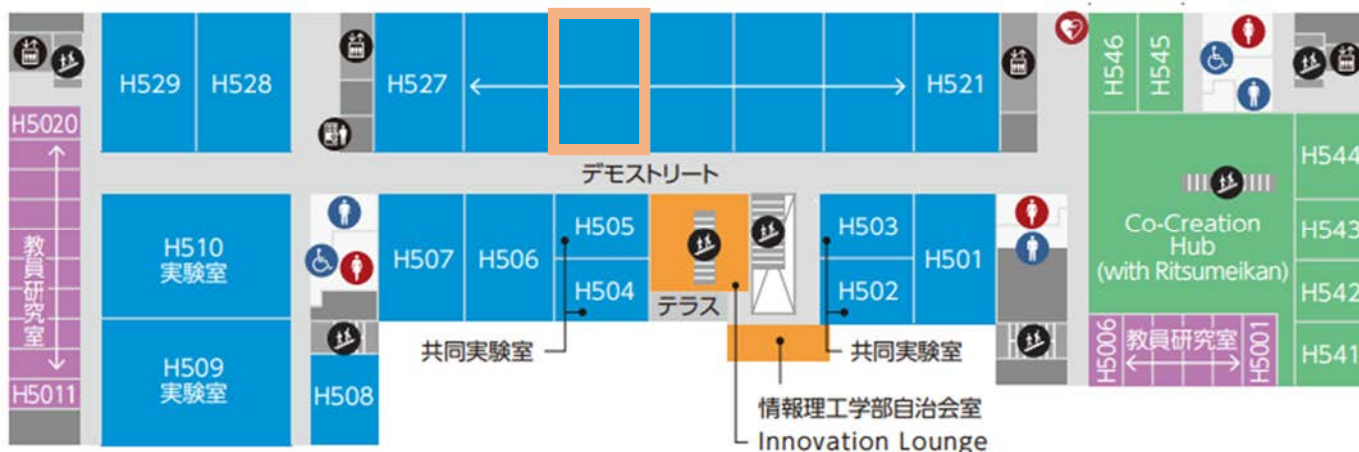 H529
H528
H527
H521
H546
H545
H5020
H544
デモストリート
教員研究室
H510
実験室
H507
H506
H505
H504
テラス
H503
H502
H501
Co-Creation
Hub
(with Ritsumeikan)
H543
H542
H541
共同実験室
共同実験室
H5006
教員研究室
H5001
H509
実験室
H508
H5011
情報理工学部自治会室
Innovation Lounge